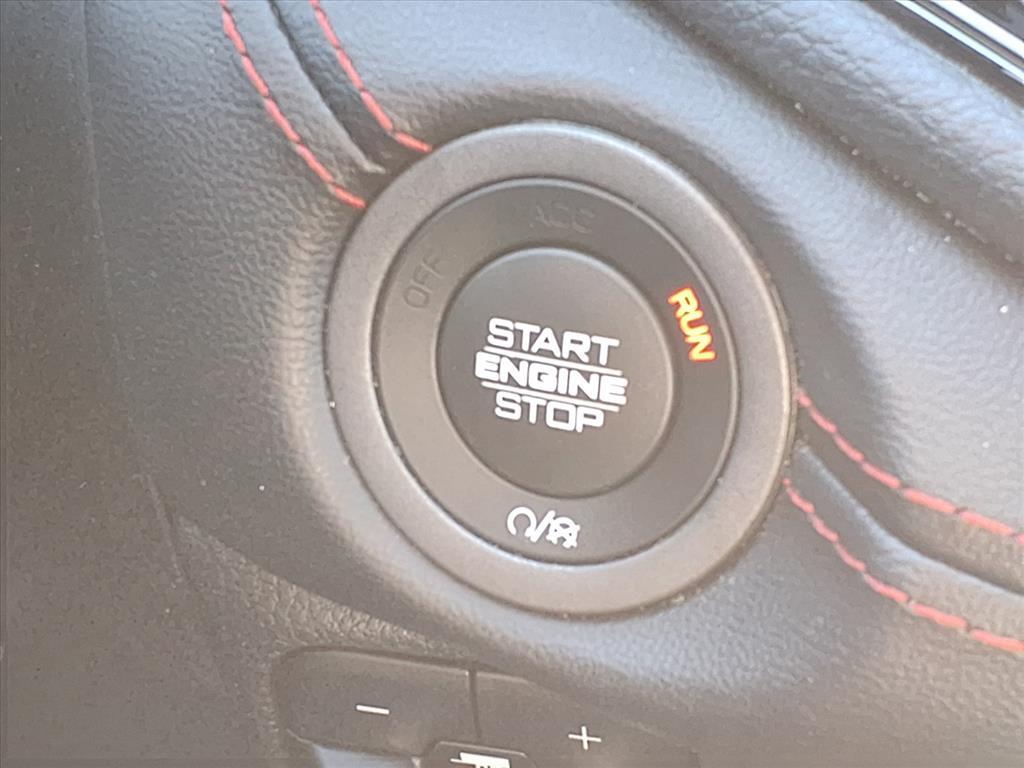 ACC
OFF
RUN
START
ENGINE
STOP
-
+